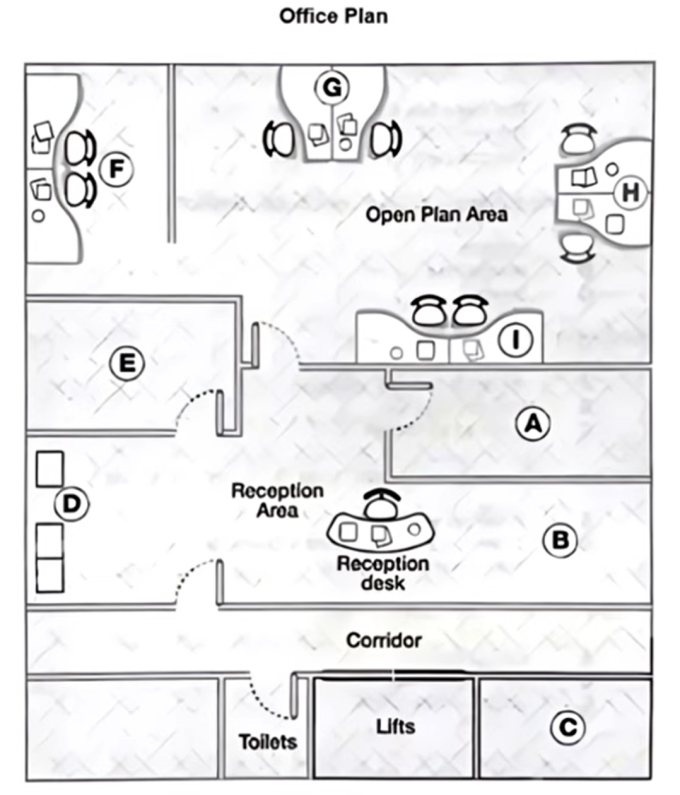 Office Plan
G
F
H
Open Plan Area
I
E
A
D
Reception
Area
B
Reception
desk
Corridor
Toilets
Lifts
C